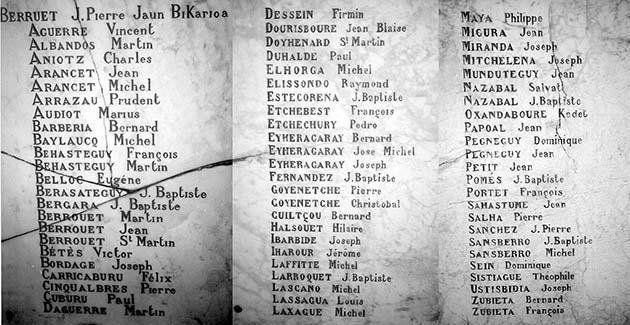 BERRUET J.Pierre Jaun BiKarioa
AGUERRE Vincent
ALBANDOS Martin
ANIOTZ Charles
ARANCET Jean
ARANCET Michel
ARRAZAU Prudent
AUDIOT Marius
BARBERIA Bernard
BAYLAUCQ Michel
BEHASTEGUY François
BEHASTEGUY Martin
BELLOC Eugéne
BERASATEGUY J.Baptiste
BERGARA J.Baptiste
BERROUET Martin
BERROUET Jean
BERROUET St Martin
BÉTÈS Victor
BORDAGE Joseph
CARRICABURU Félix
CINQUALBRES Pierre
CUBURU Paul
DAGUERRE Martin
DESSEIN Firmin
DOURISBOURE Jean Blaise
DOYHENARD St Martin
DUHALDE Paul
ELHORGA Michel
ELISSONDO Raymond
ESTECORENA J.Baptiste
ETCHEBEST François
ETCHECHURY Pedro
EYHERAGARAY Bernard
EYHERAGARAY Jose Michel
EYHERAGARAY Joseph
FERNANDEZ J.Baptiste
GOYENETCHE Pierre
GOYENETCHE Christobal
GUILTÇOU Bernard
HALSOUET Hilaire
IBARBIDE Joseph
IHAROUR Jérôme
LAFFITTE Michel
LARROQUET J.Baptiste
LASCANO Michel
LASSAGUA Louis
LAXAGUE Michel
MAYA Philippe
MIGURA Jean
MIRANDA Joseph
MITCHELENA Joseph
MUNDUTEGUY Jean
NAZABAL Salvat
NAZABAL J.Baptiste
OXANDABOURE Kadet
PAPOAL Jean
PEGNEGUY Dominique
PEGNEGUY Jean
PETIT Jean
POMÉS J.Baptiste
PORTET François
SAHASTUME Jean
SALHA Pierre
SANCHEZ J.Pierre
SANSBERRO J.Baptiste
SANSBERRO Michel
SEIN Dominique
SISTIAGUE Théophile
USTISBIDIA Joseph
ZUBIETA Bernard
ZUBIETA François